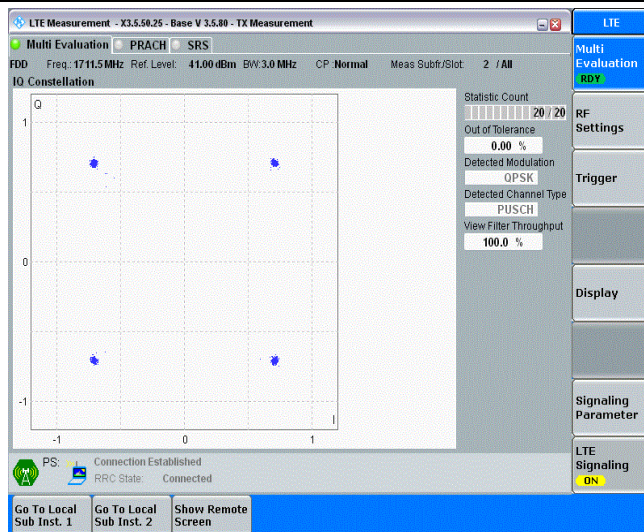 LTE Measurement - X3.5.50.25 - Base V 3.5.80 - TX Measurement
LTE
Multi Evaluation PRACH SRS
FDD Freq.: 1711.5 MHz Ref. Level: 41.00 dBm BW: 3.0 MHz CP :Normal Meas Subfr./Slot: 2 / All
IQ Constellation
Q
1
0
-1
-1 0 1
I
Statistic Count
20 / 20
Out of Tolerance
0.00 %
Detected Modulation
QPSK
Detected Channel Type
PUSCH
View Filter Throughput
100.0 %
Multi
Evaluation
RDY
RF
Settings
Trigger
Display
Signaling
Parameter
LTE
Signaling
ON
PS: Connection Established
RRC State: Connected
Go To Local
Sub Inst. 1
Go To Local
Sub Inst. 2
Show Remote
Screen